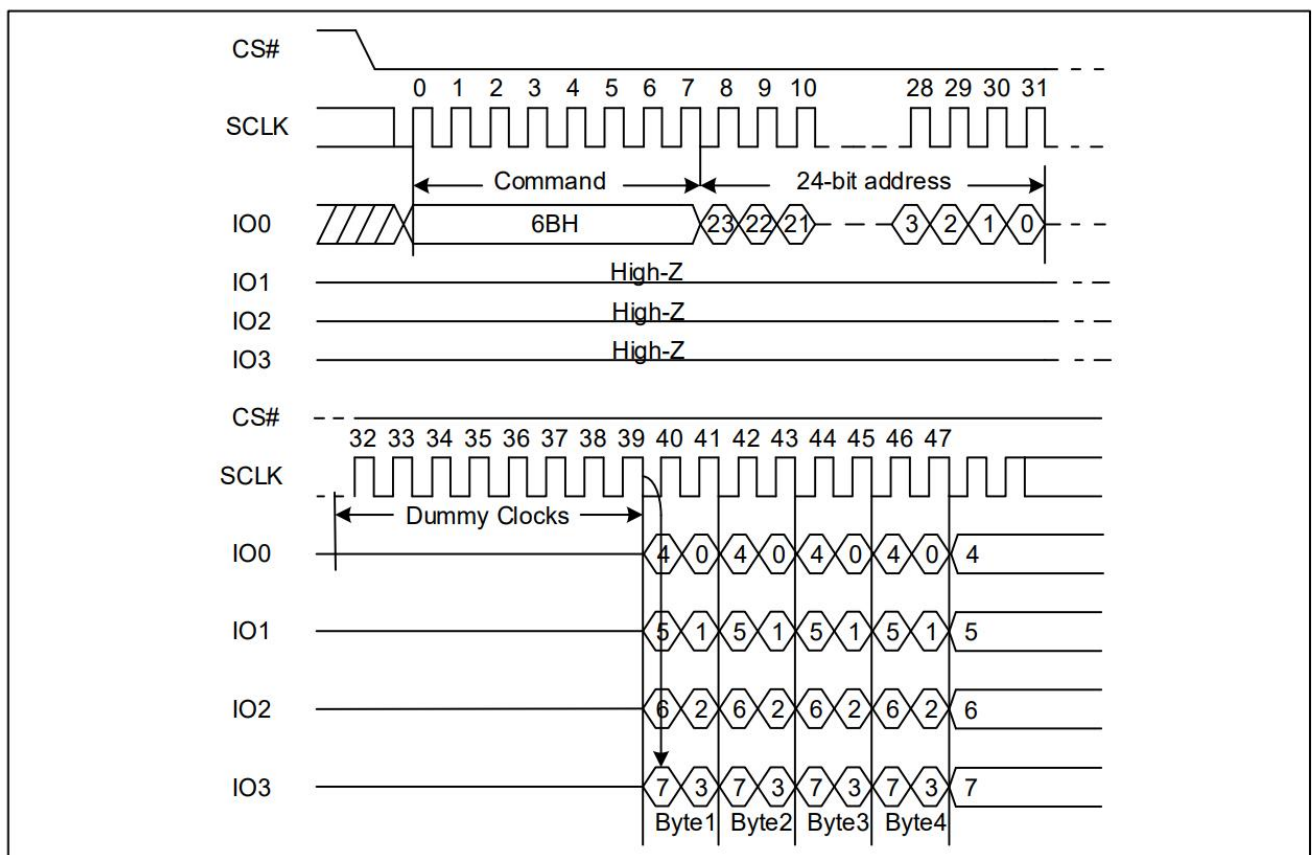 CS#
0 1 2 3 4 5 6 7 8 9 10 28 29 30 31
SCLK
Command 24-bit address
IO0 6BH 23 22 21 3 2 1 0
IO1 High-Z
IO2 High-Z
IO3 High-Z
CS#
32 33 34 35 36 37 38 39 40 41 42 43 44 45 46 47
SCLK
Dummy Clocks
IO0 4 0 4 0 4 0 4 0 4
IO1 5 1 5 1 5 1 5 1 5
IO2 6 2 6 2 6 2 6 2 6
IO3 7 3 7 3 7 3 7 3 7
Byte1 Byte2 Byte3 Byte4